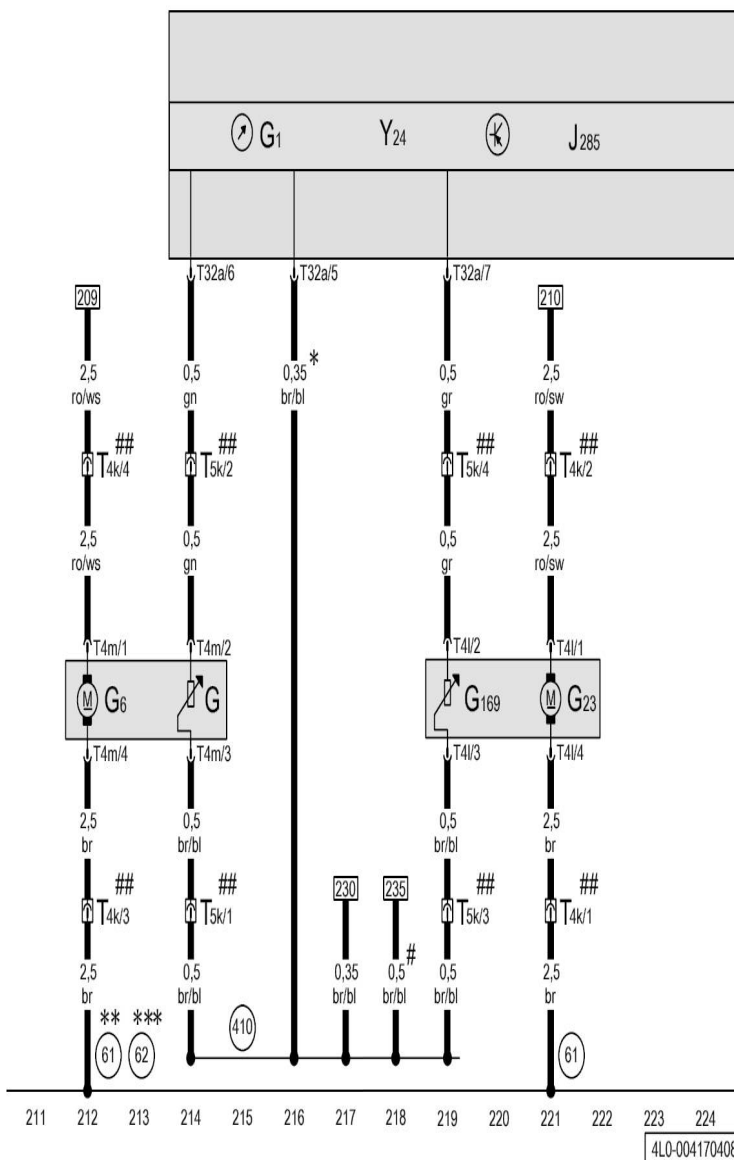 G1 Y24 J285
T32a/6 T32a/5 T32a/7
209 210
2,5 0,5 0,35 * 0,5 2,5
ro/ws gn br/bl gr ro/sw
## ## ## ##
T4k/4 T5k/2 T5k/4 T4k/2
2,5 0,5 0,5 2,5
ro/ws gn gr ro/sw
T4m/1 T4m/2 T4l/2 T4l/1
M G6 G G169 M G23
T4m/4 T4m/3 T4l/3 T4l/4
2,5 0,5 0,5 2,5
br br/bl br/bl br
## ## 230 235 ## ##
T4k/3 T5k/1 T5k/3 T4k/1
2,5 0,5 0,35 0,5 # 0,5 2,5
br br/bl br/bl br/bl br/bl br
** *** 410
61 62 61
211 212 213 214 215 216 217 218 219 220 221 222 223 224
4L0-004170408